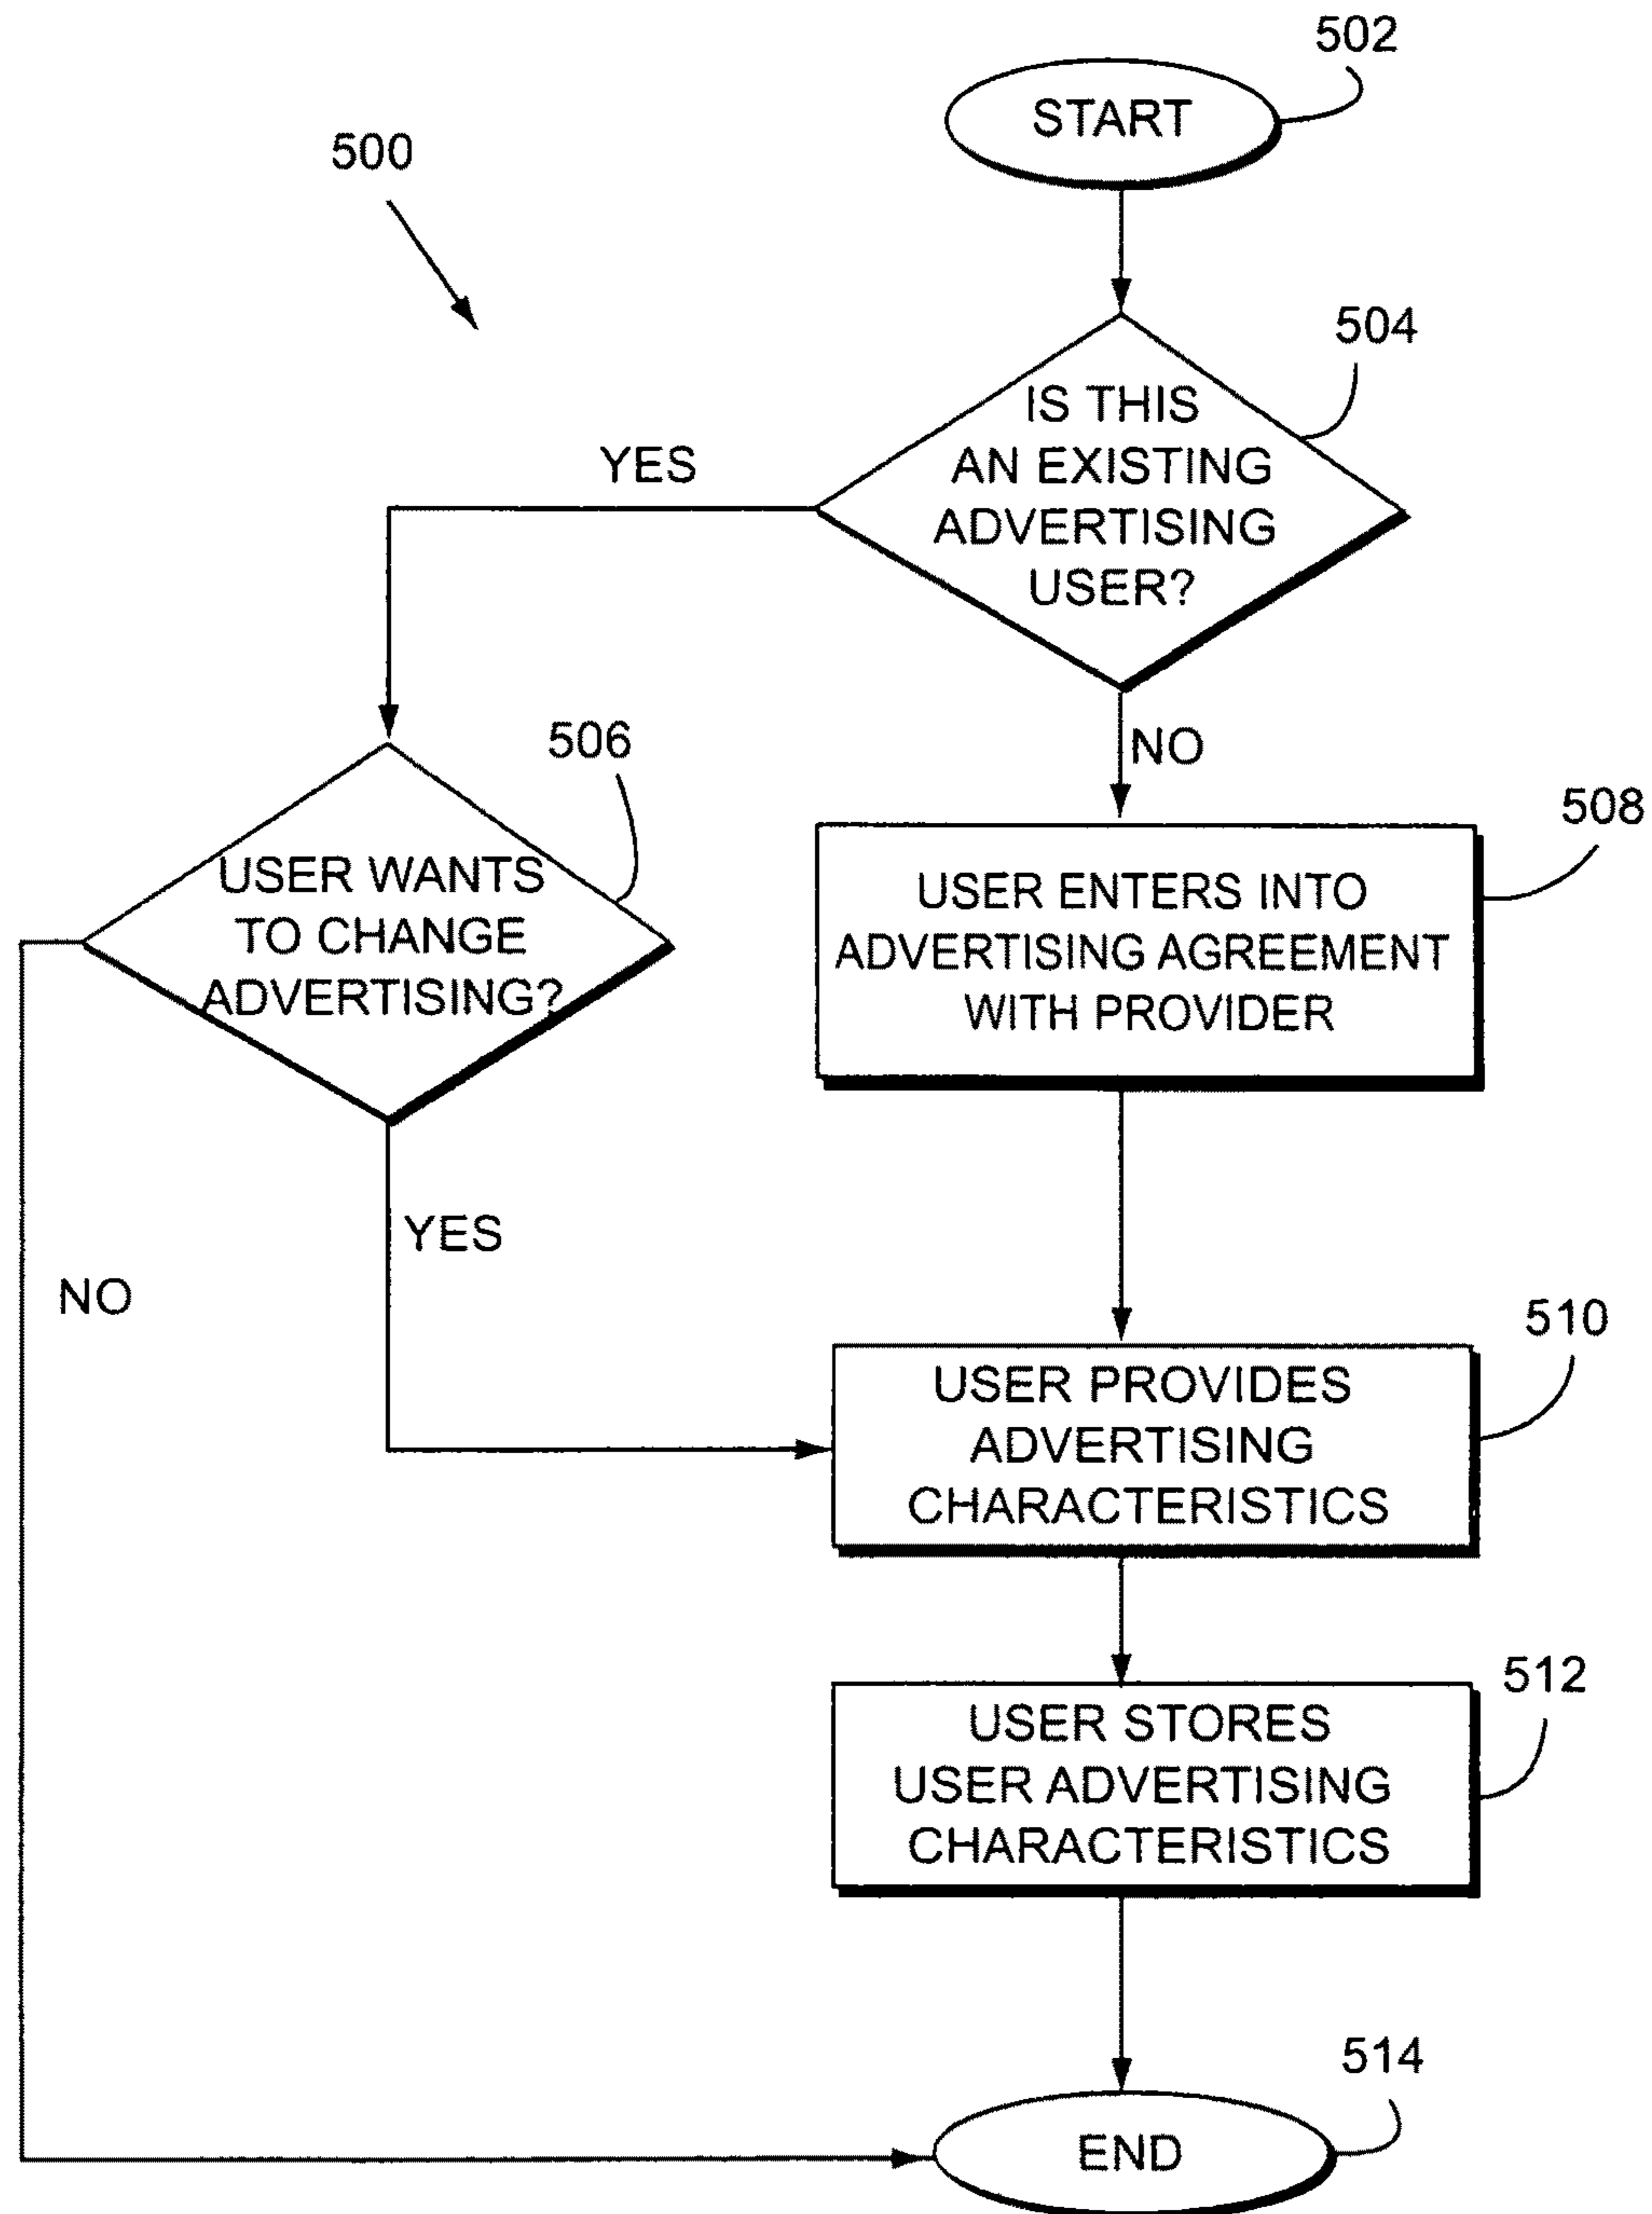 502
START
500
504
IS THIS
AN EXISTING
ADVERTISING
USER?
YES
NO
506
USER WANTS
TO CHANGE
ADVERTISING?
508
USER ENTERS INTO
ADVERTISING AGREEMENT
WITH PROVIDER
YES
NO
510
USER PROVIDES
ADVERTISING
CHARACTERISTICS
512
USER STORES
USER ADVERTISING
CHARACTERISTICS
514
END